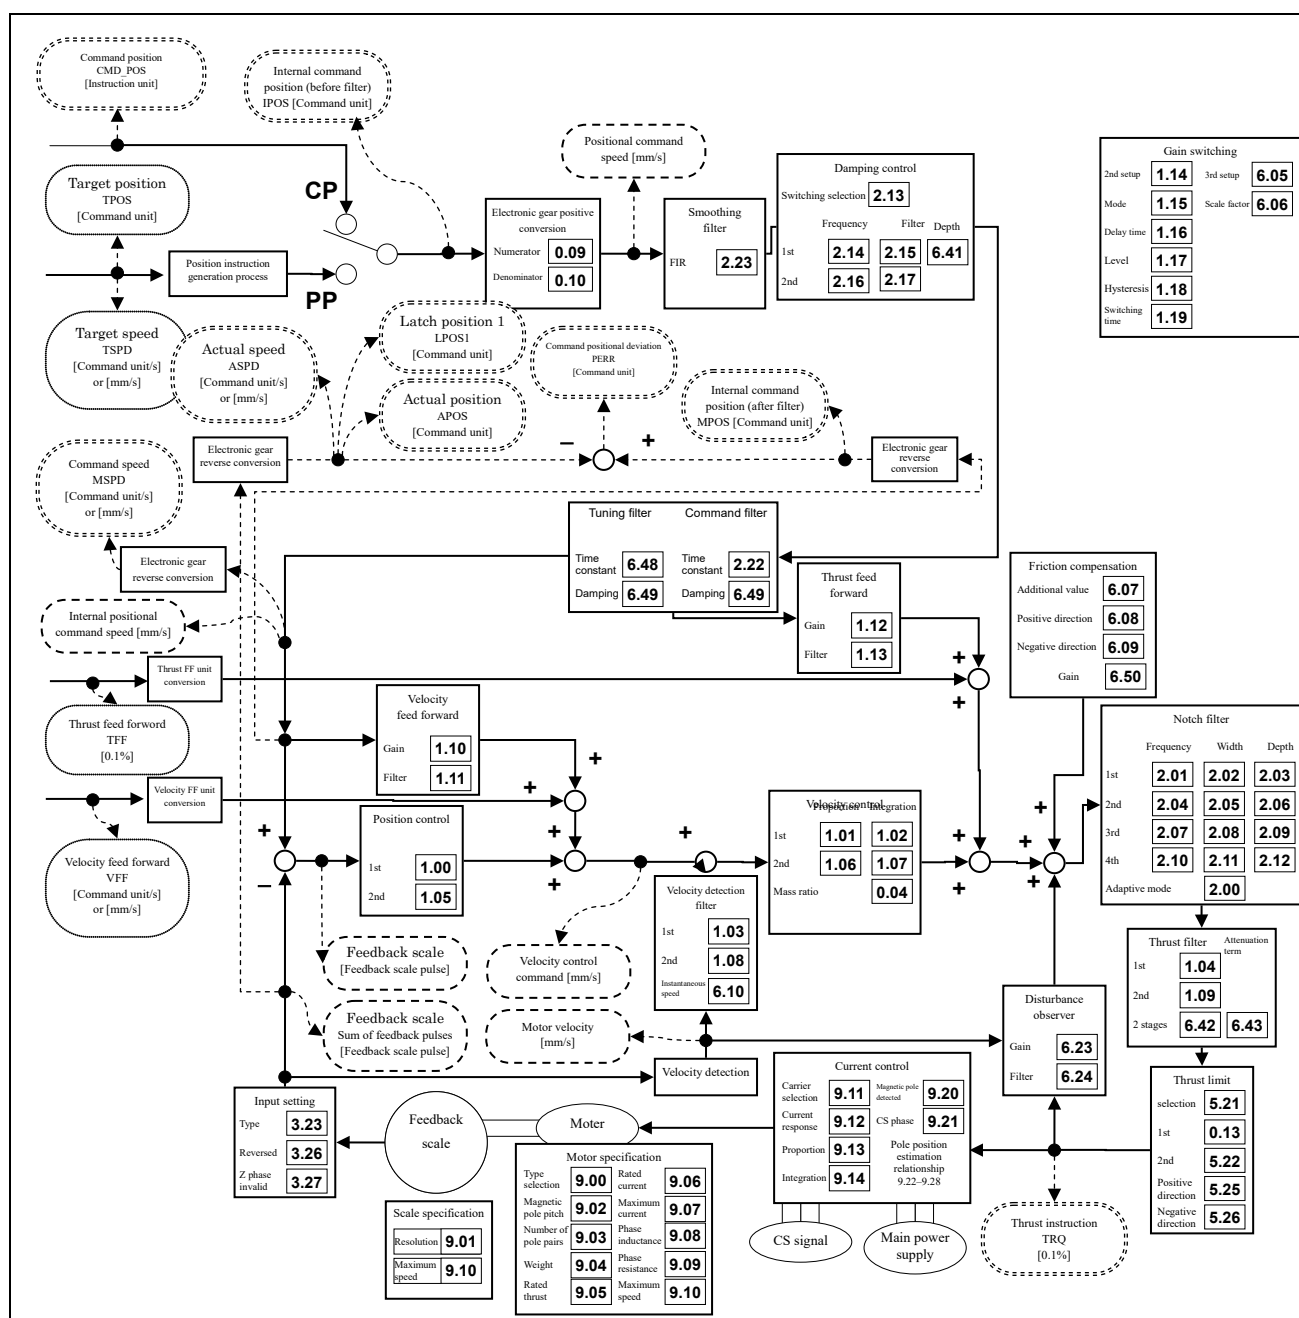 Command position
CMD_POS
[Instruction unit]
Internal command
position (before filter)
IPOS [Command unit]
Positional command
speed [mm/s]
Target position
TPOS
[Command unit]
CP
PP
Position instruction
generation process
Target speed
TSPD
[Command unit/s]
or [mm/s]
Electronic gear positive
conversion
Numerator 0.09
Denominator 0.10
Smoothing
filter
FIR 2.23
Damping control
Switching selection 2.13
Frequency Filter Depth
1st 2.14 2.15 6.41
2nd 2.16 2.17
Gain switching
2nd setup 1.14 3rd setup 6.05
Mode 1.15 Scale factor 6.06
Delay time 1.16
Level 1.17
Hysteresis 1.18
Switching
time 1.19
Actual speed
ASPD
[Command unit/s]
or [mm/s]
Latch position 1
LPOS1
[Command unit]
Actual position
APOS
[Command unit]
Command positional deviation
PERR
[Command unit]
Internal command
position (after filter)
MPOS [Command unit]
Electronic gear
reverse conversion
−
+
Electronic gear
reverse
conversion
Command speed
MSPD
[Command unit/s]
or [mm/s]
Electronic gear
reverse conversion
Internal positional
command speed [mm/s]
Tuning filter Command filter
Time
constant 6.48 Time
constant 2.22
Damping 6.49 Damping 6.49
Thrust feed
forward
Gain 1.12
Filter 1.13
Friction compensation
Additional value 6.07
Positive direction 6.08
Negative direction 6.09
Gain 6.50
Thrust FF unit
conversion
+
+
Thrust feed forword
TFF
[0.1%]
Velocity
feed forward
Gain 1.10
Filter 1.11
Velocity FF unit
conversion
+
+
Velocity feed forward
VFF
[Command unit/s]
or [mm/s]
+
−
Position control
1st 1.00
2nd 1.05
+
+
Velocity control
Proportion Integration
1st 1.01 1.02
2nd 1.06 1.07
Mass ratio 0.04
+
+
+
+
+
Notch filter
Frequency Width Depth
1st 2.01 2.02 2.03
2nd 2.04 2.05 2.06
3rd 2.07 2.08 2.09
4th 2.10 2.11 2.12
Adaptive mode 2.00
Velocity detection
filter
1st 1.03
2nd 1.08
Instantaneous
speed 6.10
Feedback scale
[Feedback scale pulse]
Velocity control
command [mm/s]
Feedback scale
Sum of feedback pulses
[Feedback scale pulse]
Motor velocity
[mm/s]
Velocity detection
Disturbance
observer
Gain 6.23
Filter 6.24
Thrust filter Attenuation
term
1st 1.04
2nd 1.09
2 stages 6.42 6.43
Thrust limit
selection 5.21
1st 0.13
2nd 5.22
Positive
direction 5.25
Negative
direction 5.26
Current control
Carrier
selection 9.11 Magnetic pole
detected 9.20
Current
response 9.12 CS phase 9.21
Proportion 9.13
Integration 9.14
Pole position
estimation
relationship
9.22–9.28
Input setting
Type 3.23
Reversed 3.26
Z phase
invalid 3.27
Feedback
scale
Moter
Motor specification
Type
selection 9.00 Rated
current 9.06
Magnetic
pole pitch 9.02 Maximum
current 9.07
Number of
pole pairs 9.03 Phase
inductance 9.08
Weight 9.04 Phase
resistance 9.09
Rated
thrust 9.05 Maximum
speed 9.10
Scale specification
Resolution 9.01
Maximum
speed 9.10
CS signal
Main power
supply
Thrust instruction
TRQ
[0.1%]